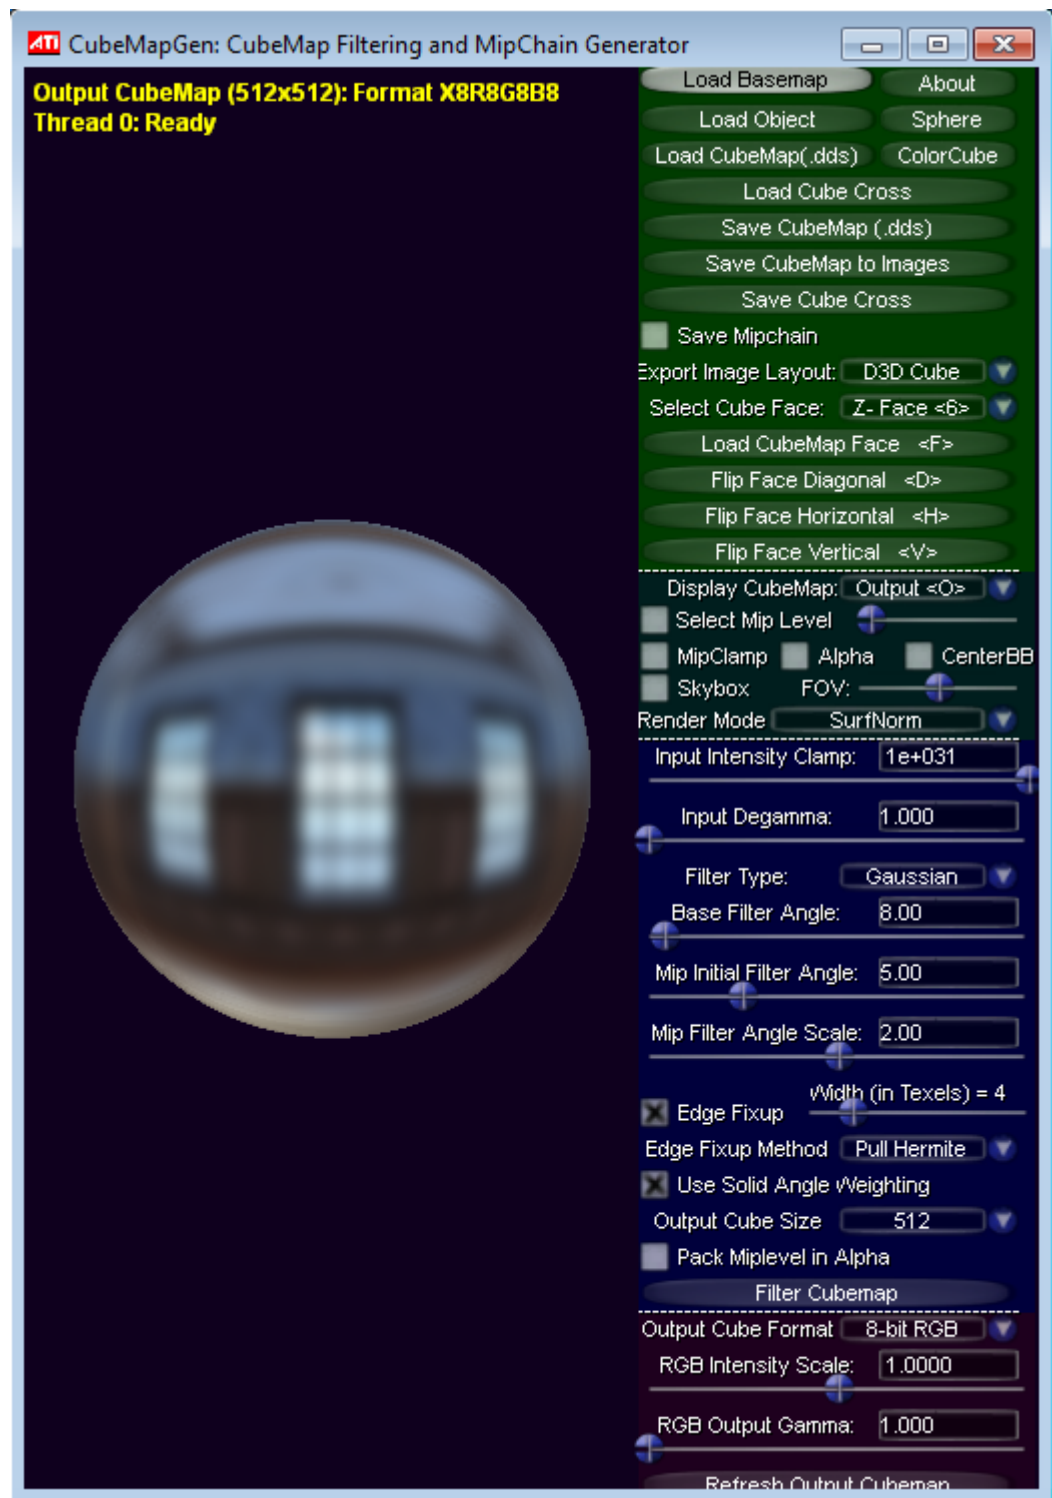 ATI CubeMapGen: CubeMap Filtering and MipChain Generator
Output CubeMap (512x512): Format X8R8G8B8
Thread 0: Ready
Load Basemap About
Load Object Sphere
Load CubeMap(.dds) ColorCube
Load Cube Cross
Save CubeMap (.dds)
Save CubeMap to Images
Save Cube Cross
Save Mipchain
Export Image Layout: D3D Cube
Select Cube Face: Z- Face <6>
Load CubeMap Face <F>
Flip Face Diagonal <D>
Flip Face Horizontal <H>
Flip Face Vertical <V>
Display CubeMap: Output <O>
Select Mip Level
MipClamp Alpha CenterBB
Skybox FOV:
Render Mode SurfNorm
Input Intensity Clamp: 1e+031
Input Degamma: 1.000
Filter Type: Gaussian
Base Filter Angle: 8.00
Mip Initial Filter Angle: 5.00
Mip Filter Angle Scale: 2.00
Width (in Texels) = 4
Edge Fixup
Edge Fixup Method Pull Hermite
Use Solid Angle Weighting
Output Cube Size 512
Pack Miplevel in Alpha
Filter Cubemap
Output Cube Format 8-bit RGB
RGB Intensity Scale: 1.0000
RGB Output Gamma: 1.000
Refresh Output Cubemap